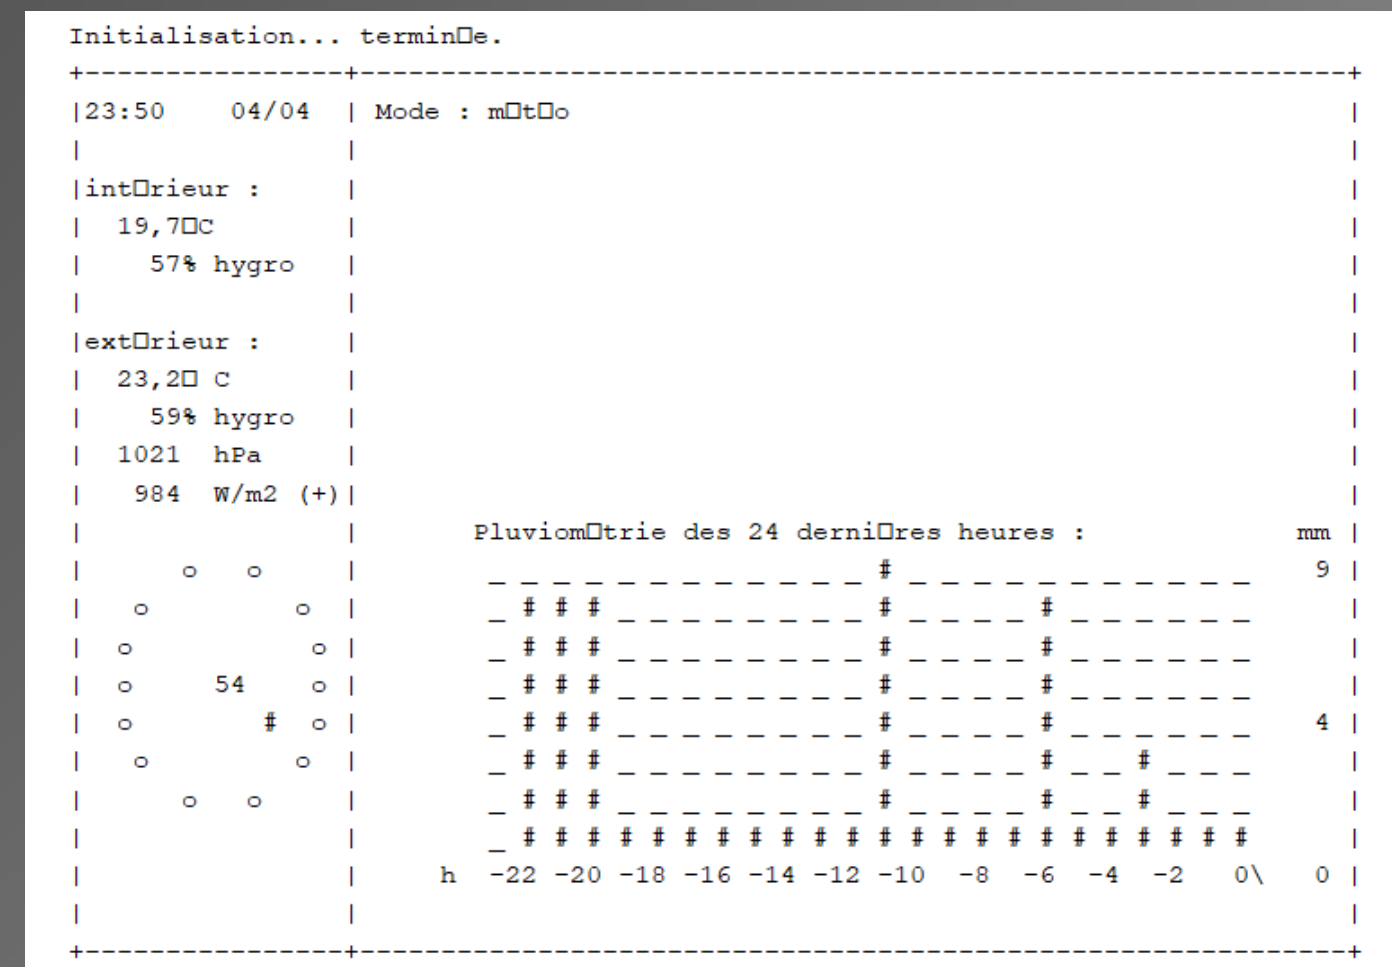 Initialisation... termin□e.
+----------------+-------------------------------------------------------------+
|23:50    04/04  | Mode : m□t□o                                                |
|                |                                                             |
|int□rieur :     |                                                             |
|  19,7□C        |                                                             |
|    57% hygro   |                                                             |
|                |                                                             |
|ext□rieur :     |                                                             |
|  23,2□ C       |                                                             |
|    59% hygro   |                                                             |
|  1021  hPa     |                                                             |
|   984  W/m2 (+)|                                                             |
|                |       Pluviom□trie des 24 derni□res heures :             mm |
|      o   o     |        _ _ _ _ _ _ _ _ _ _ _ _ # _ _ _ _ _ _ _ _ _ _ _    9 |
|   o         o  |        _ # # # _ _ _ _ _ _ _ _ # _ _ _ _ # _ _ _ _ _ _      |
|  o           o |        _ # # # _ _ _ _ _ _ _ _ # _ _ _ _ # _ _ _ _ _ _      |
|  o     54    o |        _ # # # _ _ _ _ _ _ _ _ # _ _ _ _ # _ _ _ _ _ _      |
|  o        #  o |        _ # # # _ _ _ _ _ _ _ _ # _ _ _ _ # _ _ _ _ _ _    4 |
|   o         o  |        _ # # # _ _ _ _ _ _ _ _ # _ _ _ _ # _ _ # _ _ _      |
|      o   o     |        _ # # # _ _ _ _ _ _ _ _ # _ _ _ _ # _ _ # _ _ _      |
|                |        _ # # # # # # # # # # # # # # # # # # # # # # #      |
|                |     h  -22 -20 -18 -16 -14 -12 -10  -8  -6  -4  -2   0\   0 |
|                |                                                             |
+----------------+-------------------------------------------------------------+